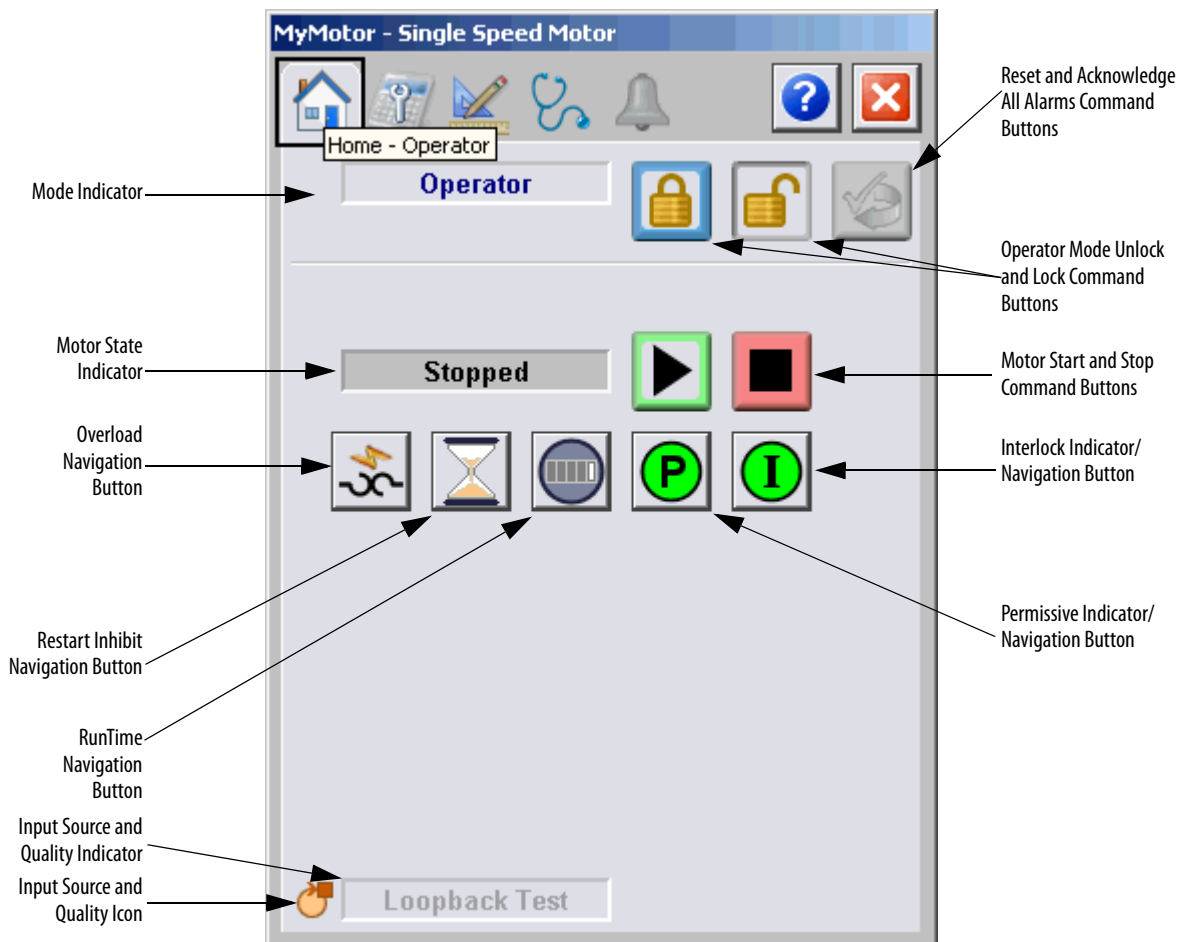 MyMotor - Single Speed Motor
?
Home - Operator
Reset and Acknowledge
All Alarms Command
Buttons
Mode Indicator
Operator
Operator Mode Unlock
and Lock Command
Buttons
Motor State
Indicator
Stopped
Motor Start and Stop
Command Buttons
Overload
Navigation
Button
P
I
Interlock Indicator/
Navigation Button
Restart Inhibit
Navigation Button
Permissive Indicator/
Navigation Button
RunTime
Navigation
Button
Input Source and
Quality Indicator
Input Source and
Quality Icon
Loopback Test